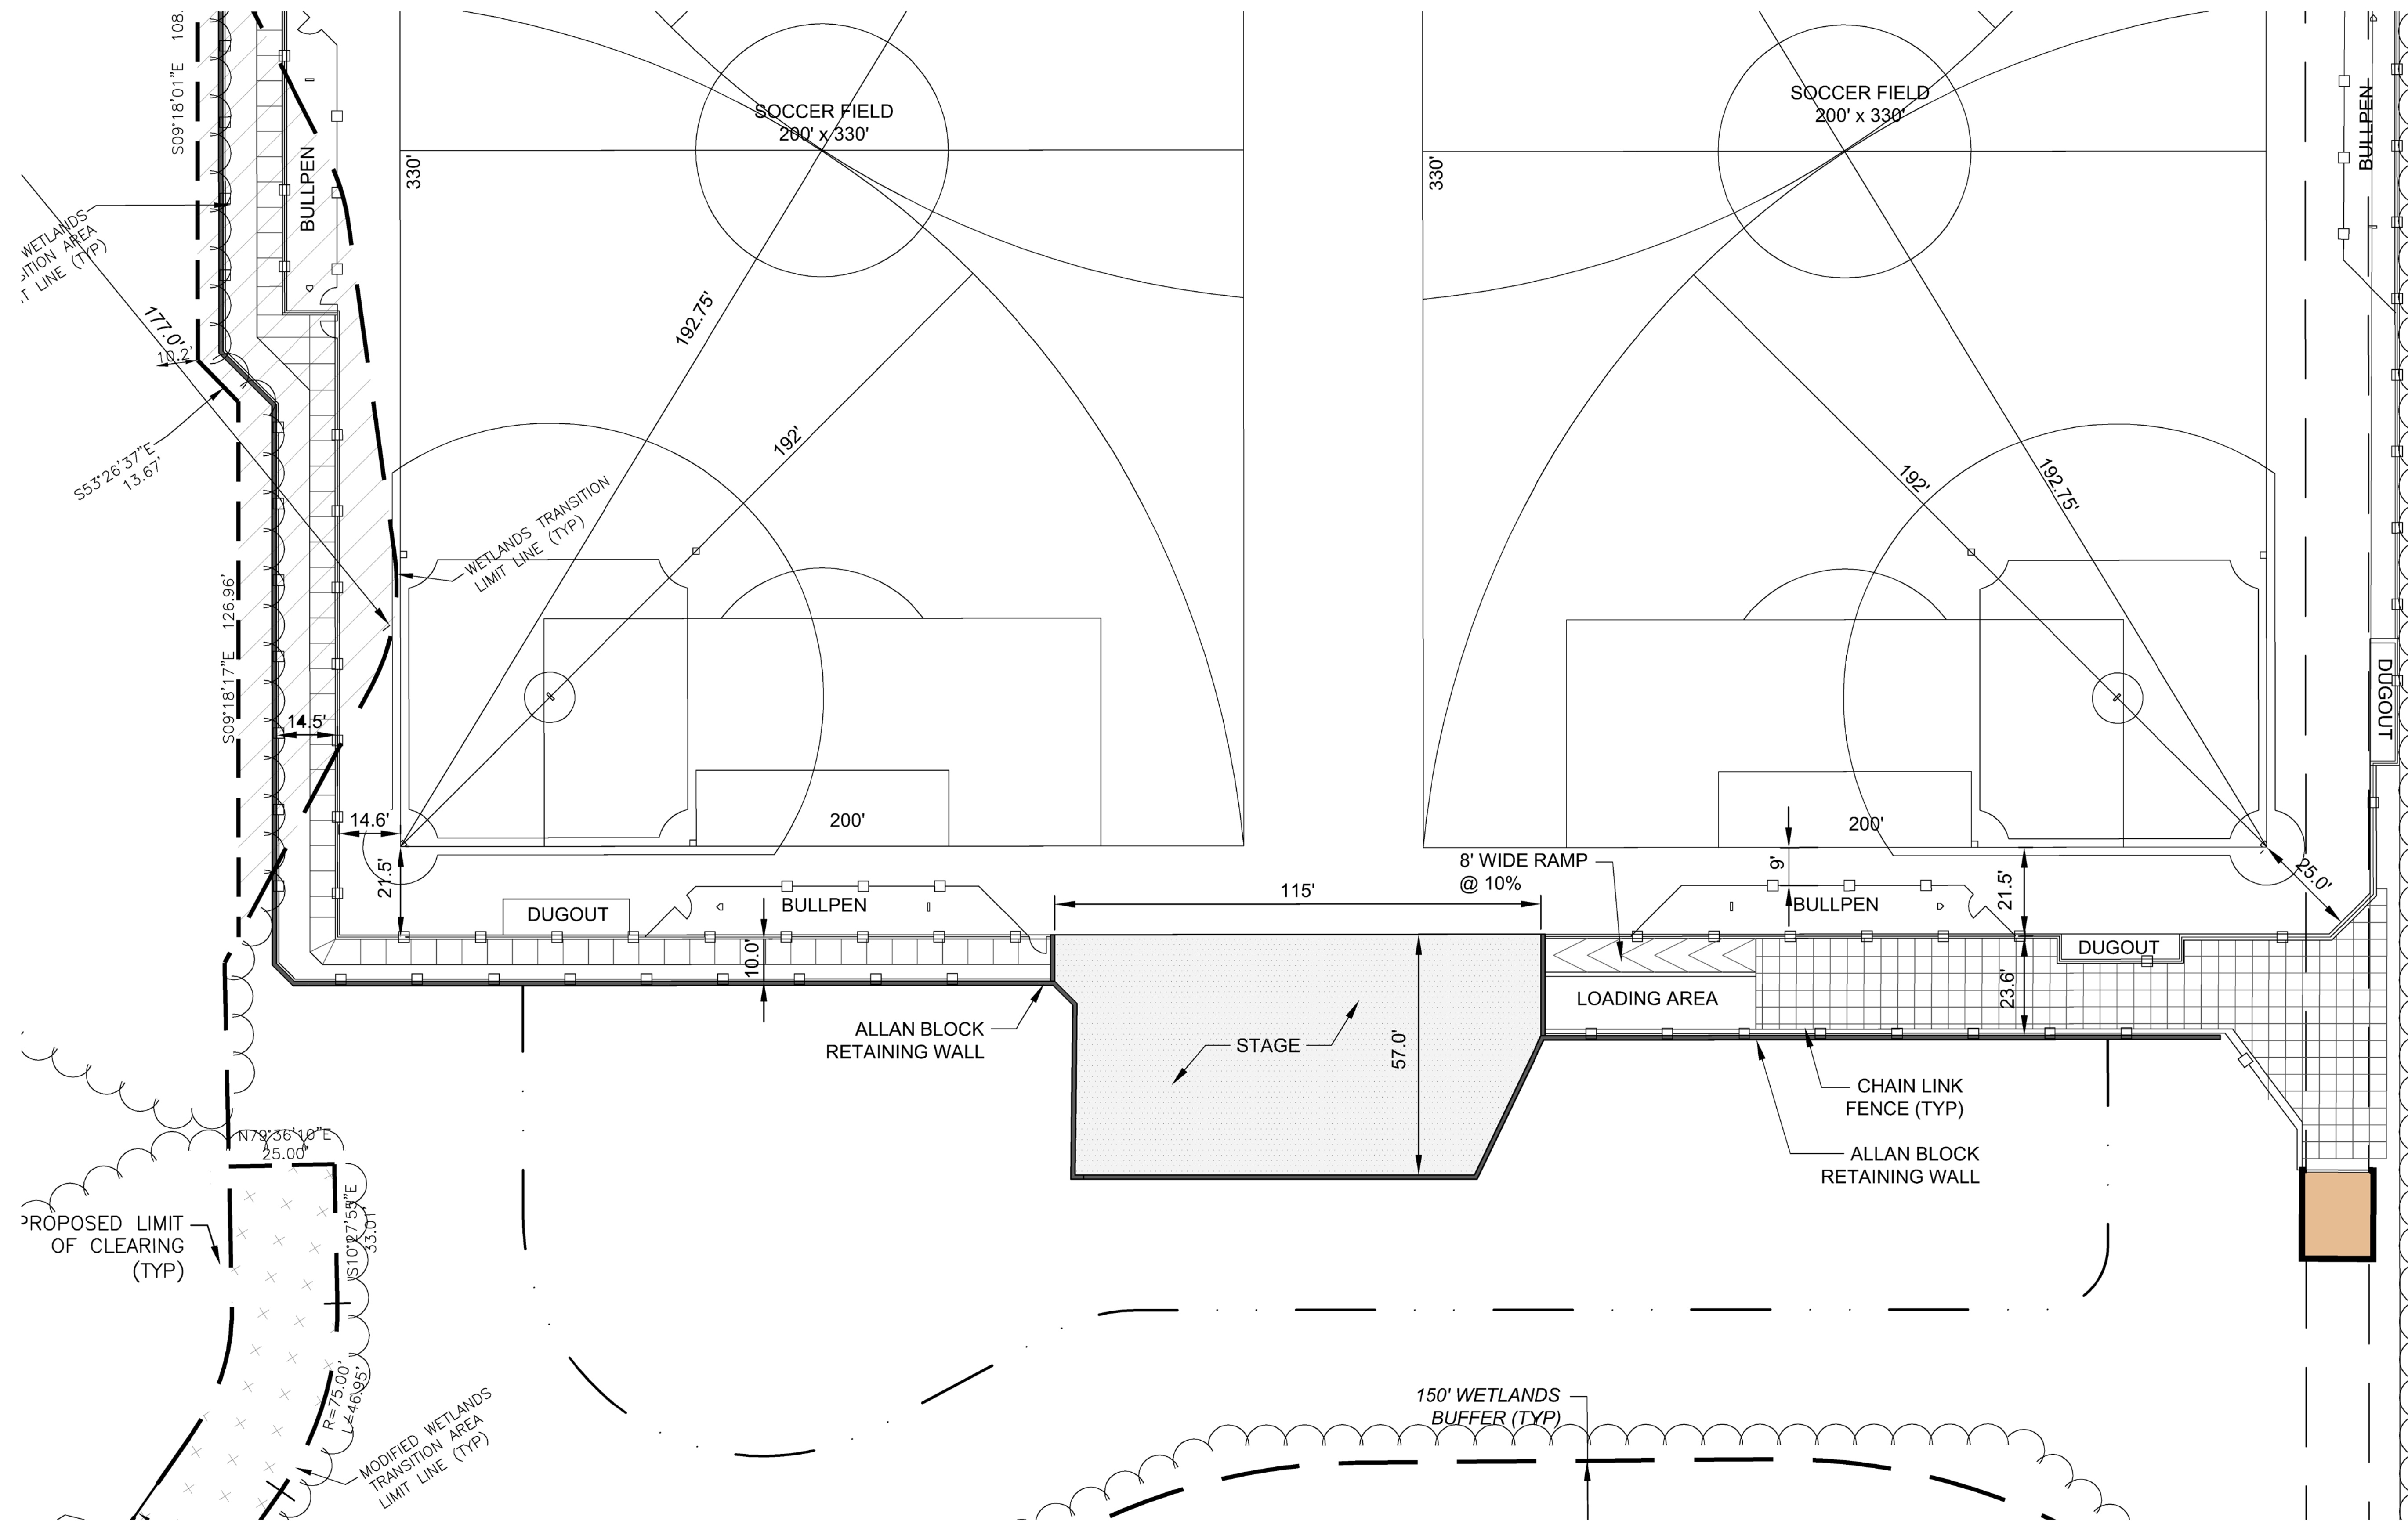 S09°18'01"E 108.
BULLPEN
330'
SOCCER FIELD
200' x 330'
SOCCER FIELD
200' x 330'
330'
BULLPEN
WETLANDS
SITION AREA
T LINE (TYP)
177.0'
10.2'
192.75'
192'
192'
192.75'
S53°26'37"E
13.67'
WETLANDS TRANSITION
LIMIT LINE (TYP)
S09°18'17"E 126.96'
14.5'
DUGOUT
14.6'
200'
200'
21.5'
8' WIDE RAMP
@ 10%
9'
21.5'
25.0'
DUGOUT
BULLPEN
115'
BULLPEN
DUGOUT
10.0'
LOADING AREA
23.6'
ALLAN BLOCK
RETAINING WALL
STAGE
57.0'
CHAIN LINK
FENCE (TYP)
ALLAN BLOCK
RETAINING WALL
N79°36'10"E
25.00'
S10°27'55"E
33.01'
PROPOSED LIMIT
OF CLEARING
(TYP)
R=75.00'
L=46.95'
MODIFIED WETLANDS
TRANSITION AREA
LIMIT LINE (TYP)
150' WETLANDS
BUFFER (TYP)